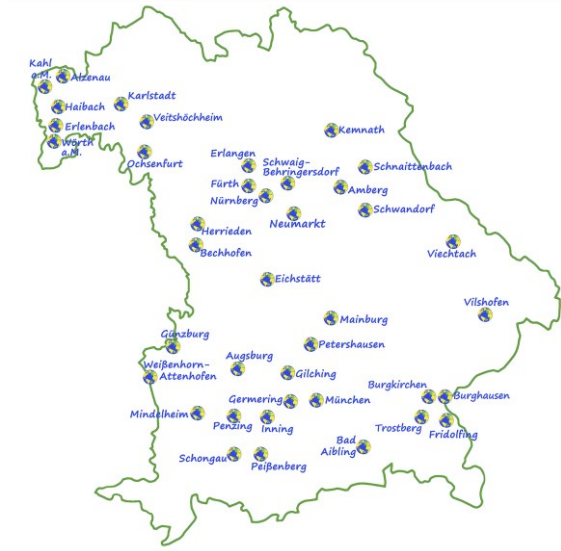 Kahl
a.M.
Alzenau
Karlstadt
Haibach
Veitshöchheim
Erlenbach
Kemnath
Wörth
a.M.
Ochsenfurt
Erlangen
Schwaig-
Behringersdorf
Schnaittenbach
Fürth
Amberg
Nürnberg
Schwandorf
Neumarkt
Herrieden
Bechhofen
Viechtach
Eichstätt
Vilshofen
Mainburg
Günzburg
Petershausen
Augsburg
Weißenhorn-
Attenhofen
Gilching
Burgkirchen
Burghausen
Germering
München
Mindelheim
Penzing
Inning
Trostberg
Fridolfing
Bad
Aibling
Schongau
Peißenberg